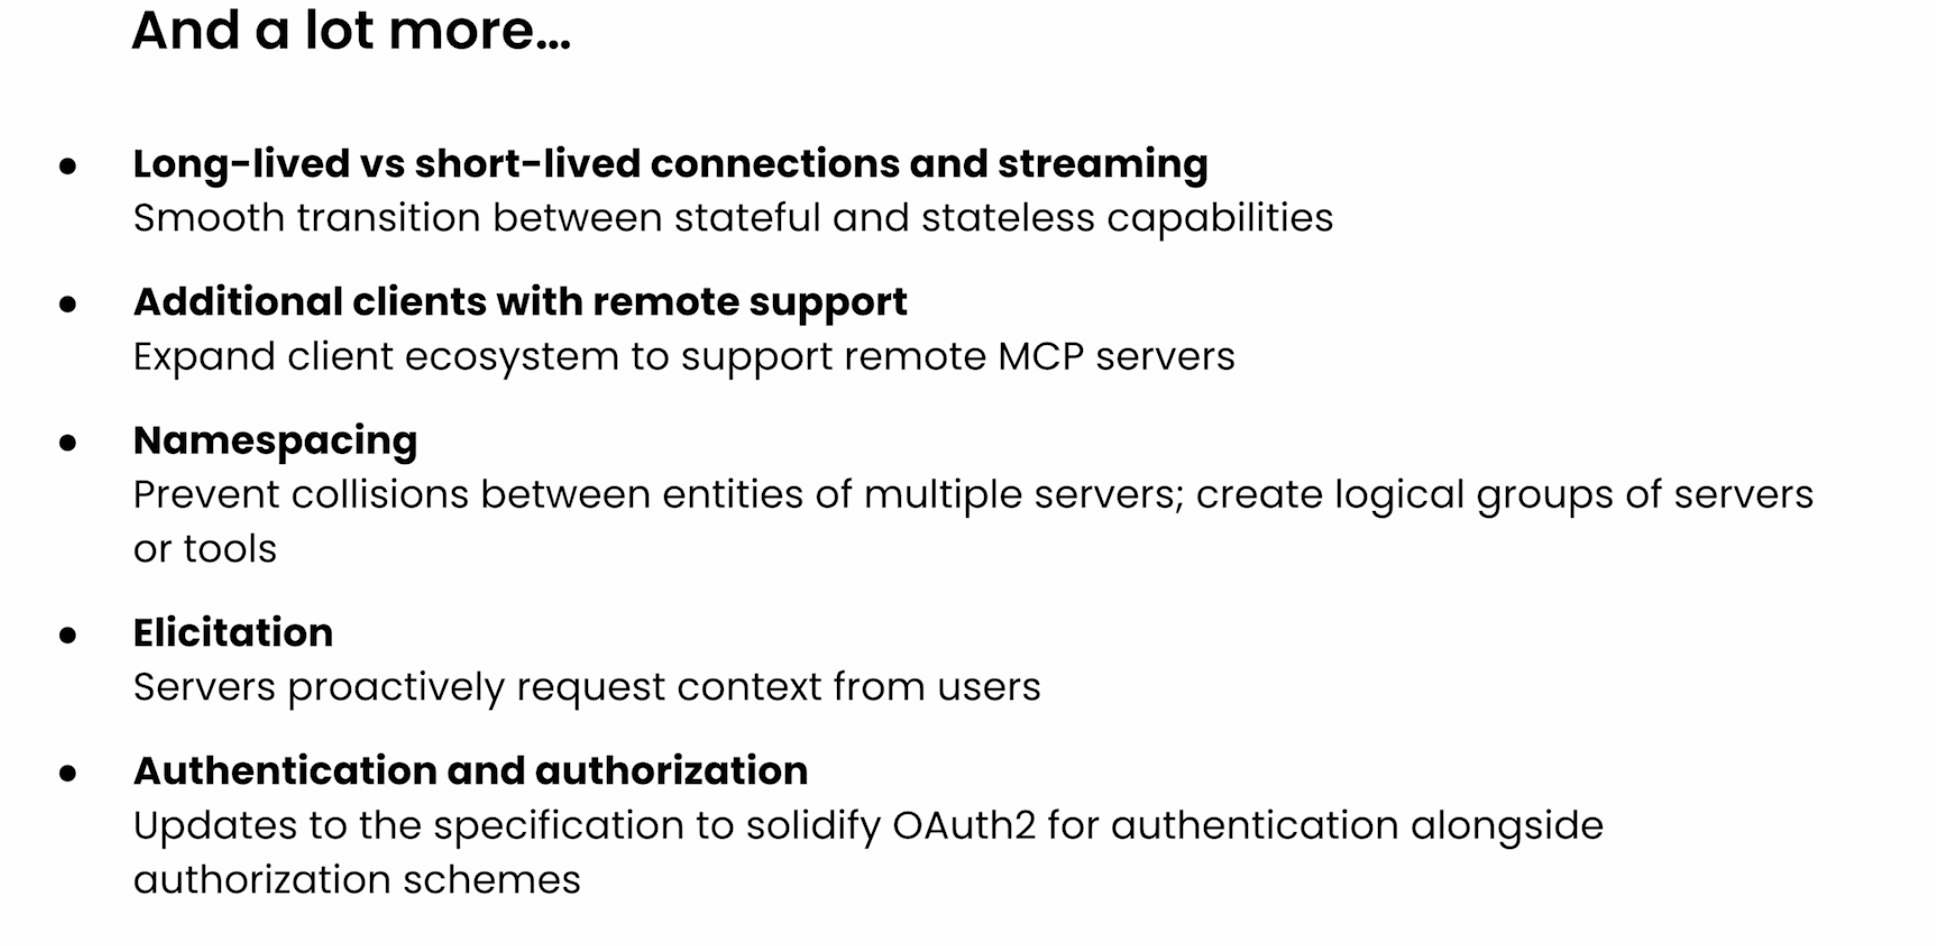 And a lot more...
● Long-lived vs short-lived connections and streaming
Smooth transition between stateful and stateless capabilities
● Additional clients with remote support
Expand client ecosystem to support remote MCP servers
● Namespacing
Prevent collisions between entities of multiple servers; create logical groups of servers
or tools
● Elicitation
Servers proactively request context from users
● Authentication and authorization
Updates to the specification to solidify OAuth2 for authentication alongside
authorization schemes